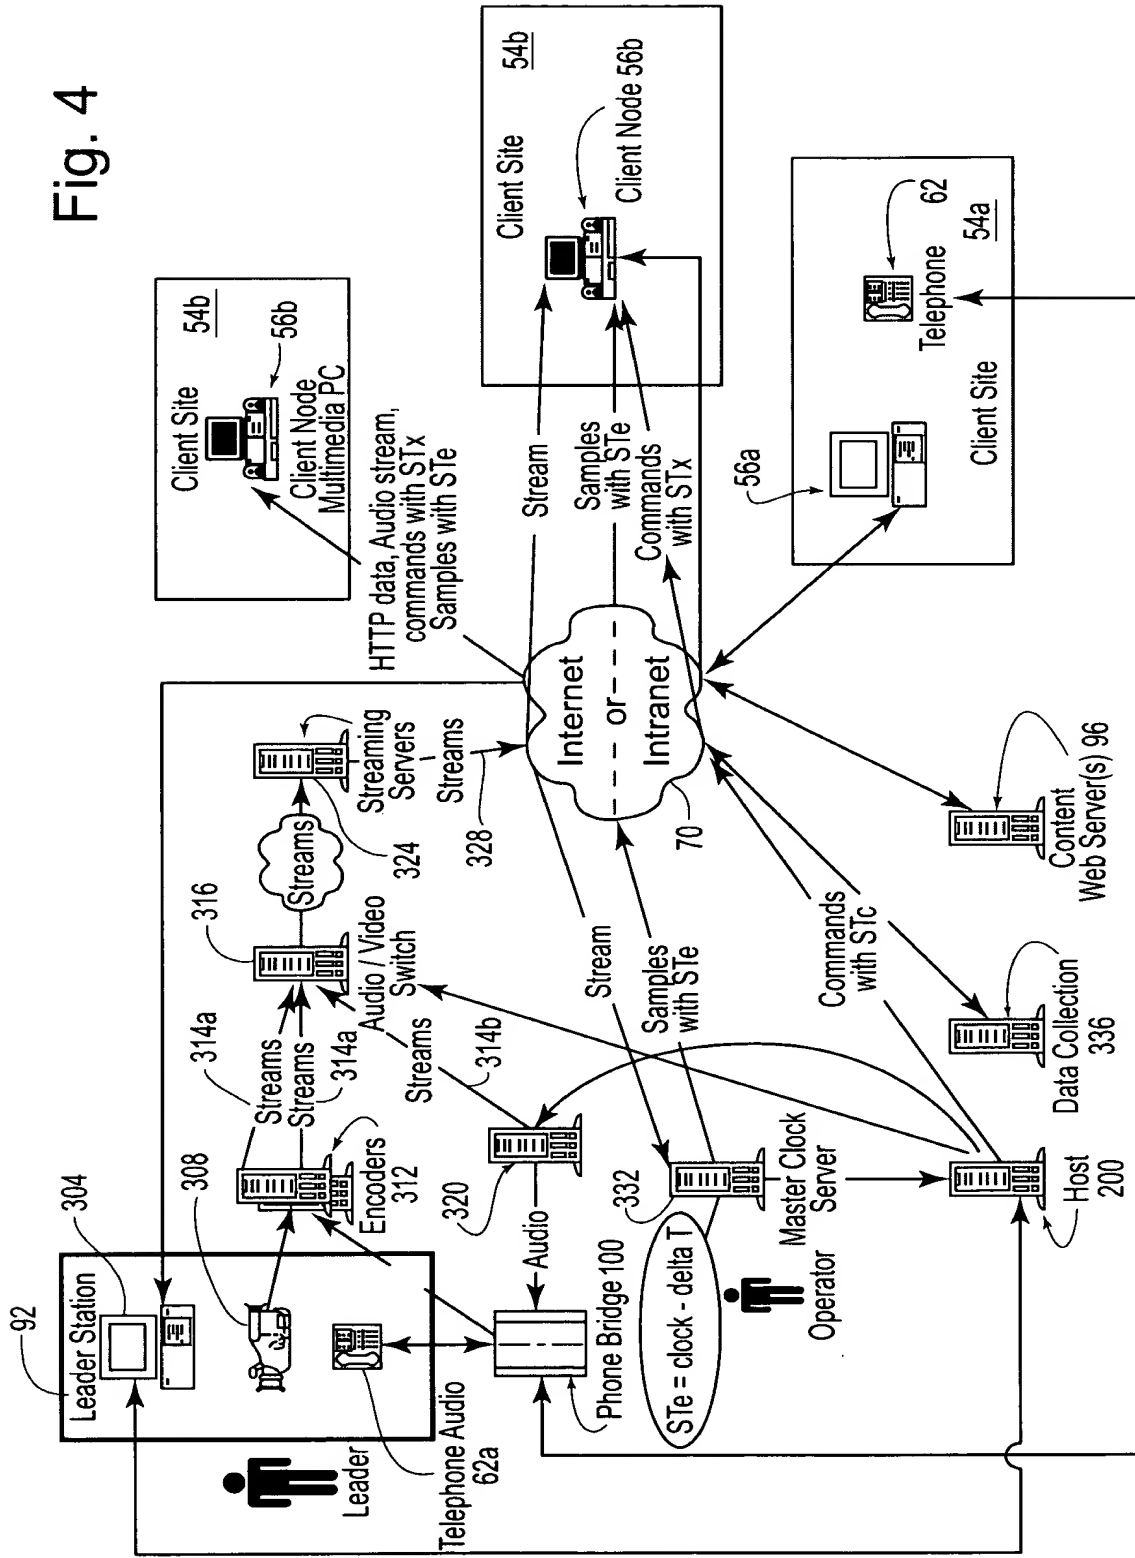 Fig. 4
92
Leader Station
304
308
Leader
Telephone Audio
62a
Encoders
312
314a
Streams
Streams
314a
316
Audio / Video
Switch
Streams
314b
320
Audio
Phone Bridge 100
Streams
324
Streaming
Servers
Streams
328
Client Site
54b
56b
Client Node
Multimedia PC
HTTP data, Audio stream,
commands with STx
Samples with STe
Client Site
54b
Client Node 56b
Stream
Samples
with STe
Commands
with STx
Internet
or
Intranet
70
Stream
Samples
with STe
332
STe = clock - delta T
Master Clock
Server
Operator
Commands
with STc
Host
200
Data Collection
336
Content
Web Server(s) 96
56a
Client Site
62
Telephone
54a